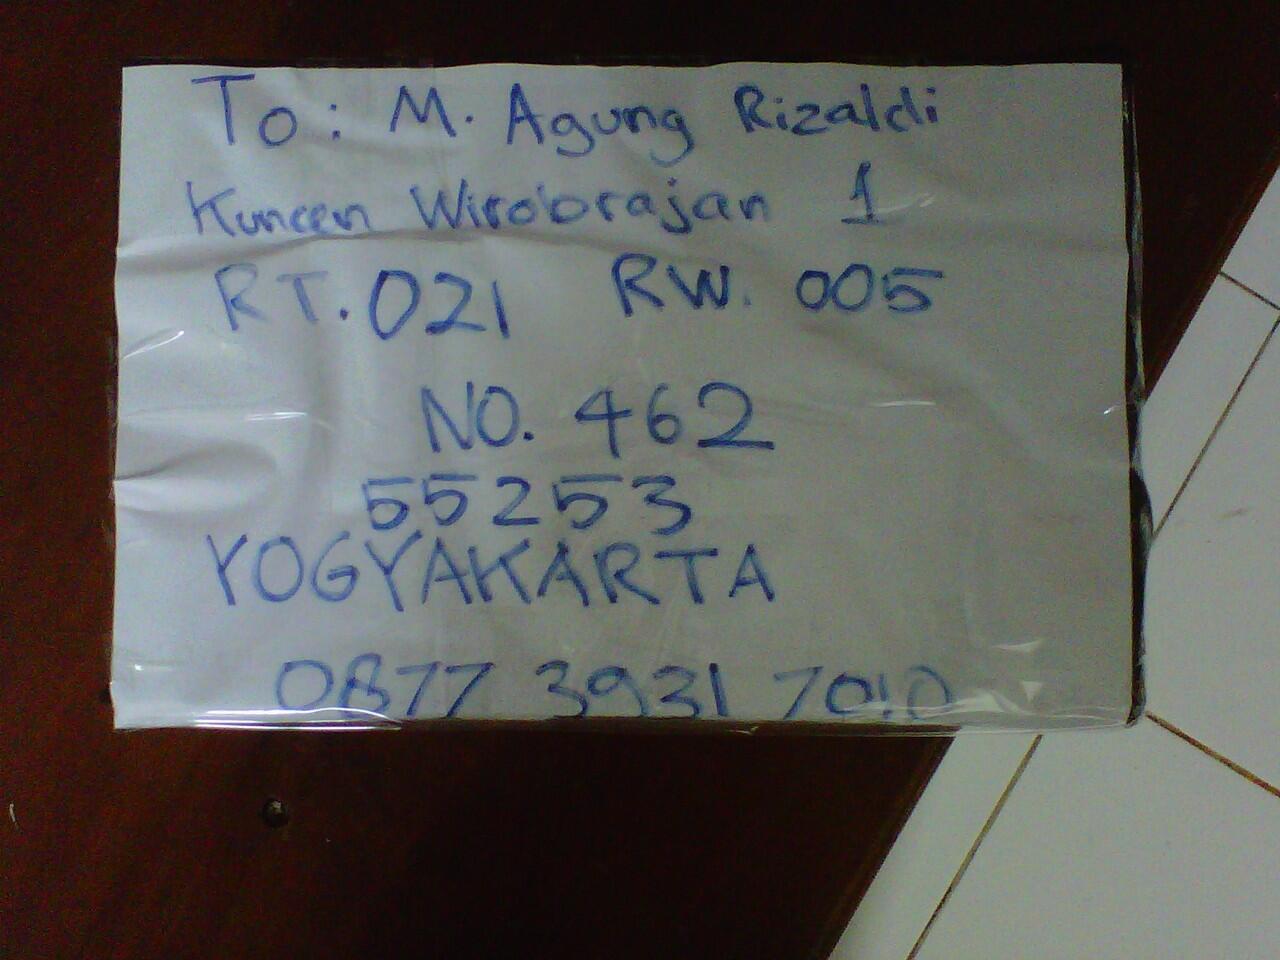 To: M. Agung Rizaldi
Kuncen Wirobrajan 1
RT. 021 RW. 005
NO. 462
55253
YOGYAKARTA
0877 3931 7010